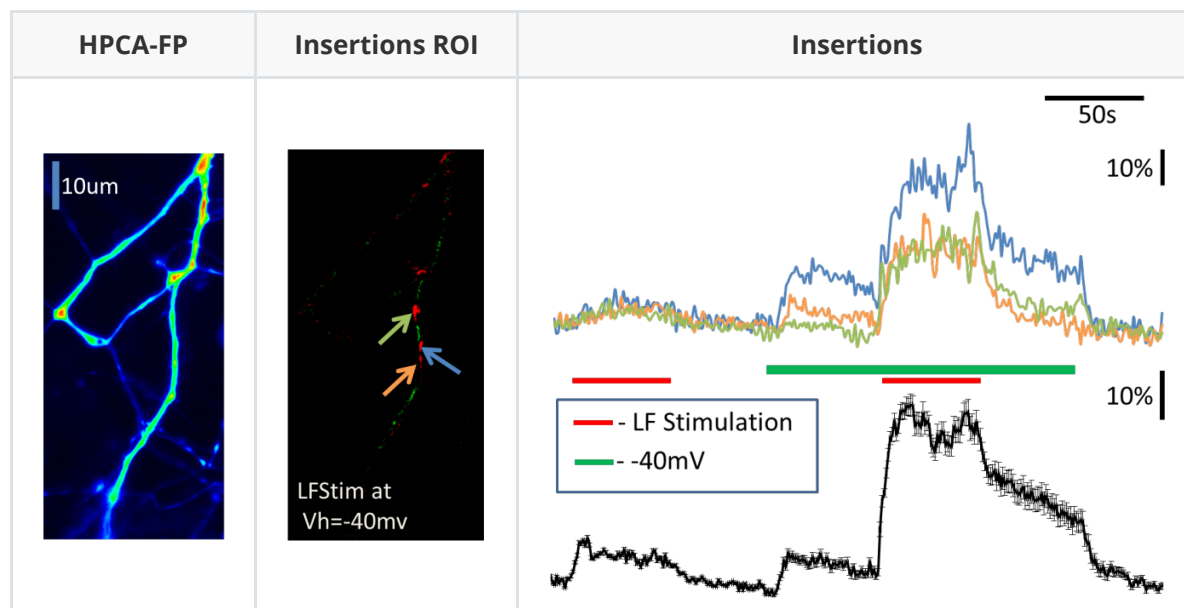 HPCA-FP
Insertions ROI
Insertions
10um
LFStim at
Vh=-40mv
50s
10%
10%
- LF Stimulation
- -40mV